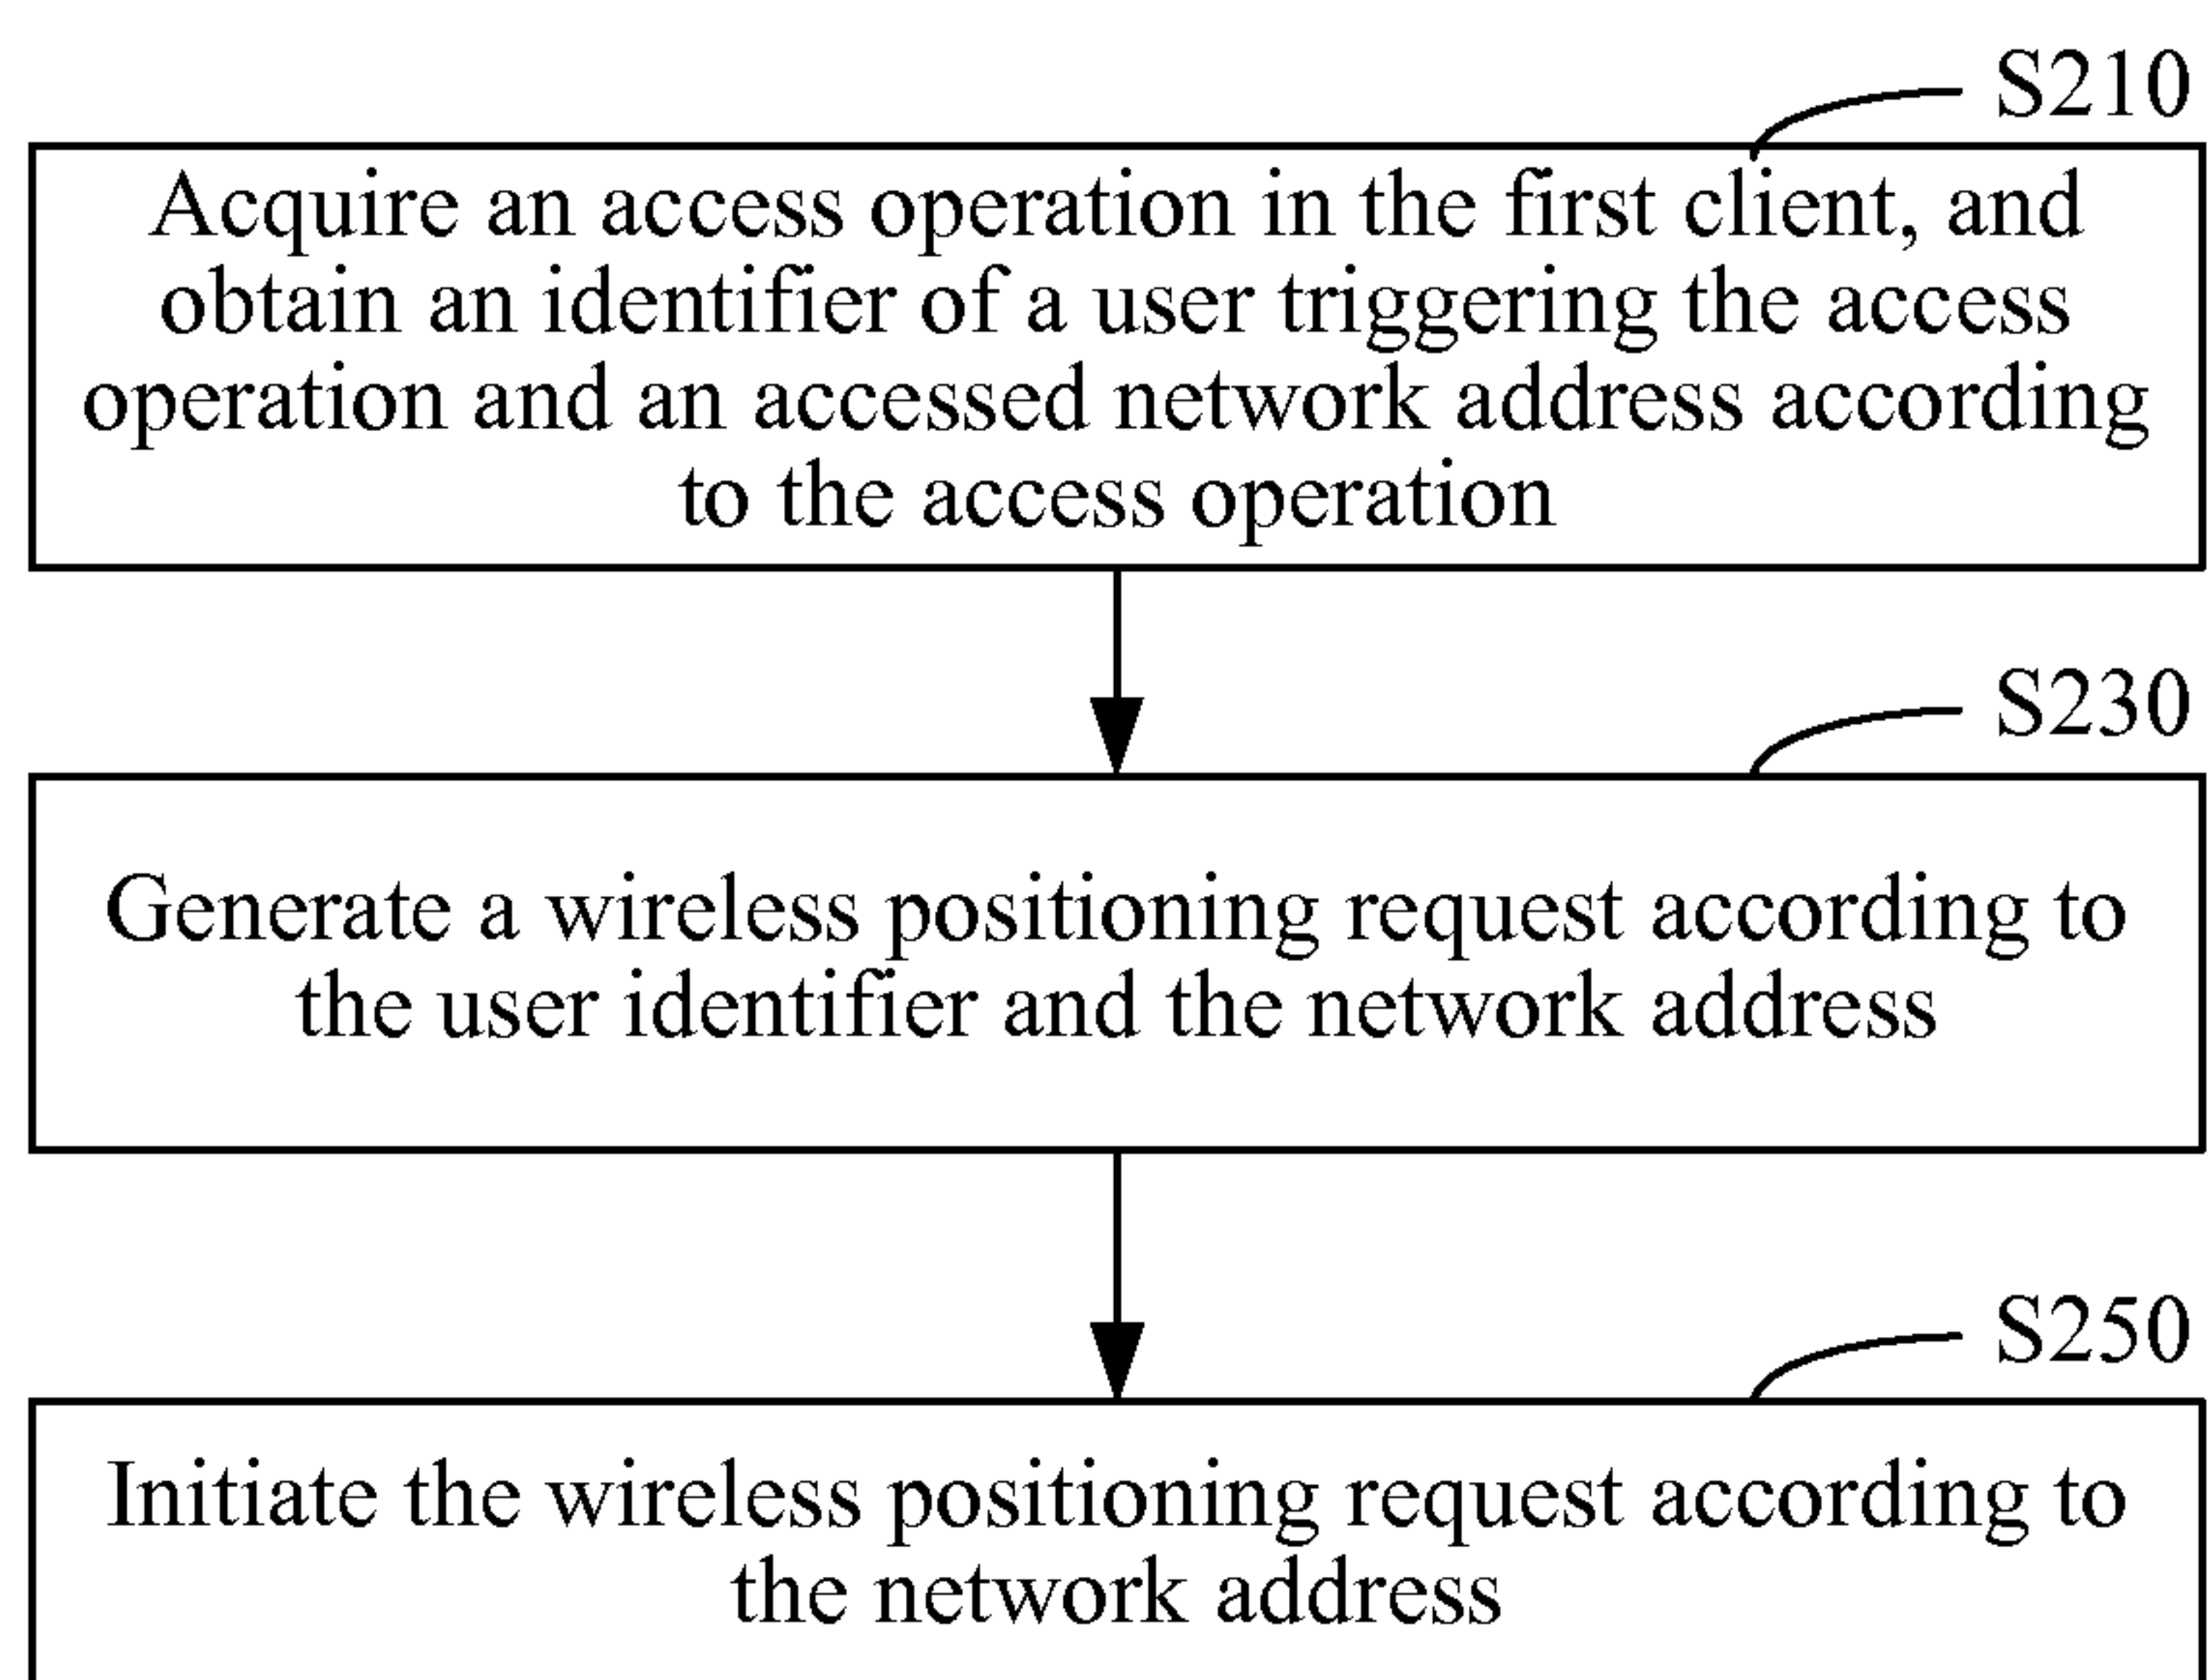 S210
Acquire an access operation in the first client, and
obtain an identifier of a user triggering the access
operation and an accessed network address according
to the access operation
S230
Generate a wireless positioning request according to
the user identifier and the network address
S250
Initiate the wireless positioning request according to
the network address